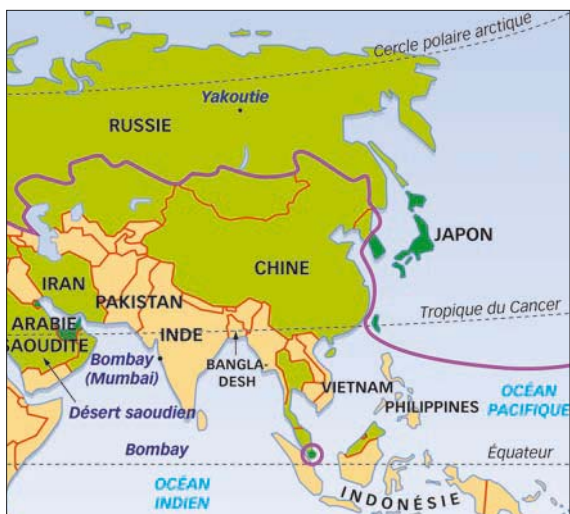 Cercle polaire arctique
Yakoutie
RUSSIE
JAPON
CHINE
IRAN
PAKISTAN
ARABIE
SAOUDITE
INDE
Tropique du Cancer
Bombay
(Mumbai)
BANGLA-
DESH
VIETNAM
PHILIPPINES
OCÉAN
PACIFIQUE
Désert saoudien
Bombay
Équateur
OCÉAN
INDIEN
INDONÉSIE